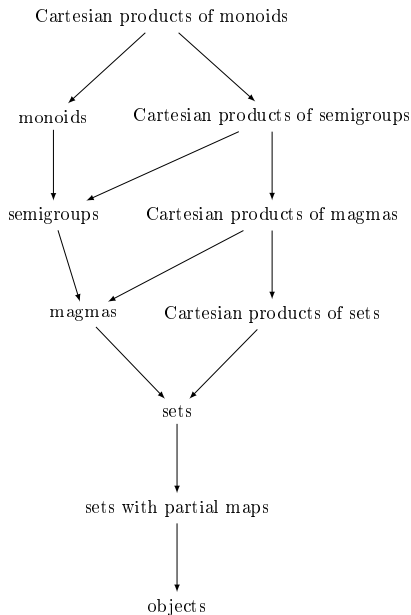 Cartesian products of monoids
monoids
Cartesian products of semigroups
semigroups
Cartesian products of magmas
magmas
Cartesian products of sets
sets
sets with partial maps
objects